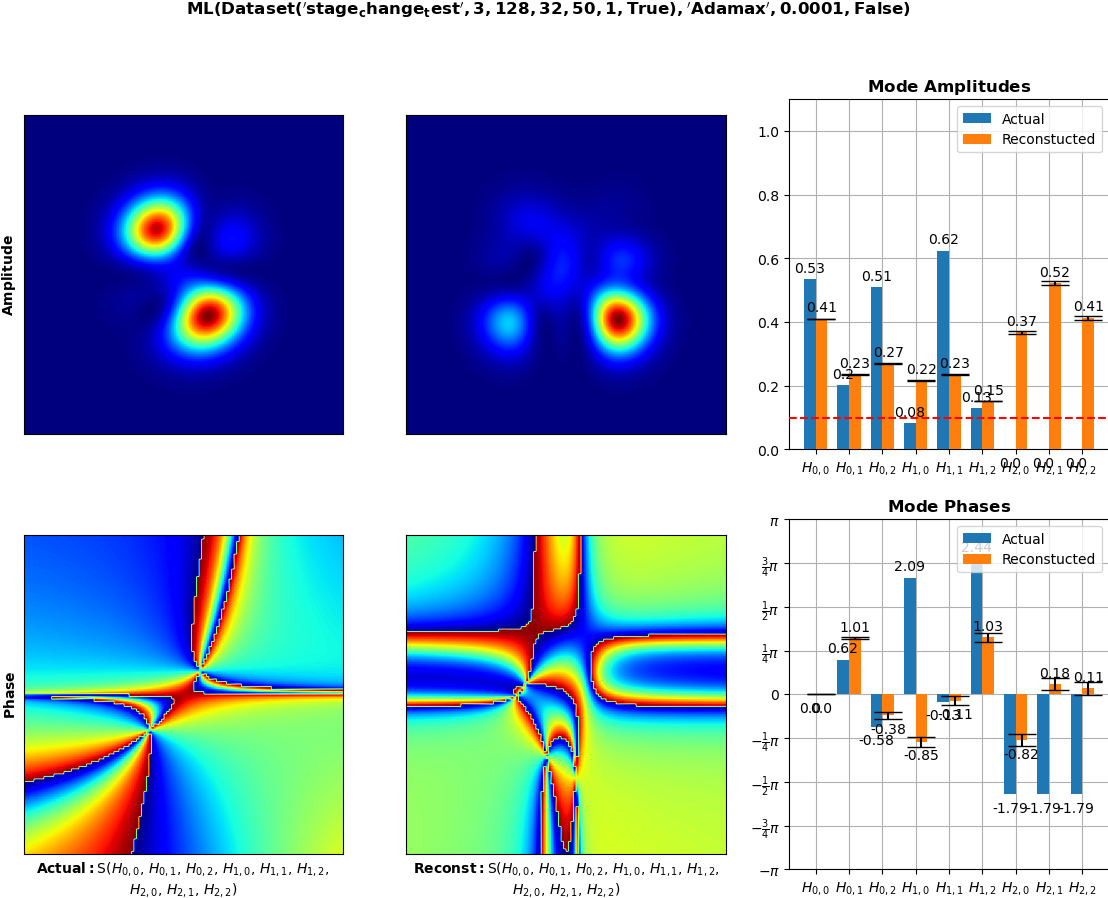 ML(Dataset('stage_change_test', 3, 128, 32, 50, 1, True), 'Adamax', 0.0001, False)
Amplitude
Mode Amplitudes
Actual
Reconstucted
1.0
0.8
0.6
0.4
0.2
0.0
0.53
0.41
0.2
0.23
0.51
0.27
0.08
0.22
0.62
0.23
0.13
0.15
0.0
0.37
0.0
0.52
0.0
0.41
H0,0 H0,1 H0,2 H1,0 H1,1 H1,2 H2,0 H2,1 H2,2
Phase
Mode Phases
Actual
Reconstucted
π
3/4π
1/2π
1/4π
0
−1/4π
−1/2π
−3/4π
−π
0.0
0.0
0.62
1.01
-0.58
-0.38
2.09
-0.85
-0.13
-0.11
2.44
1.03
-1.79
-0.82
-1.79
0.18
-1.79
0.11
H0,0 H0,1 H0,2 H1,0 H1,1 H1,2 H2,0 H2,1 H2,2
Actual: S(H0,0, H0,1, H0,2, H1,0, H1,1, H1,2,
H2,0, H2,1, H2,2)
Reconst: S(H0,0, H0,1, H0,2, H1,0, H1,1, H1,2,
H2,0, H2,1, H2,2)